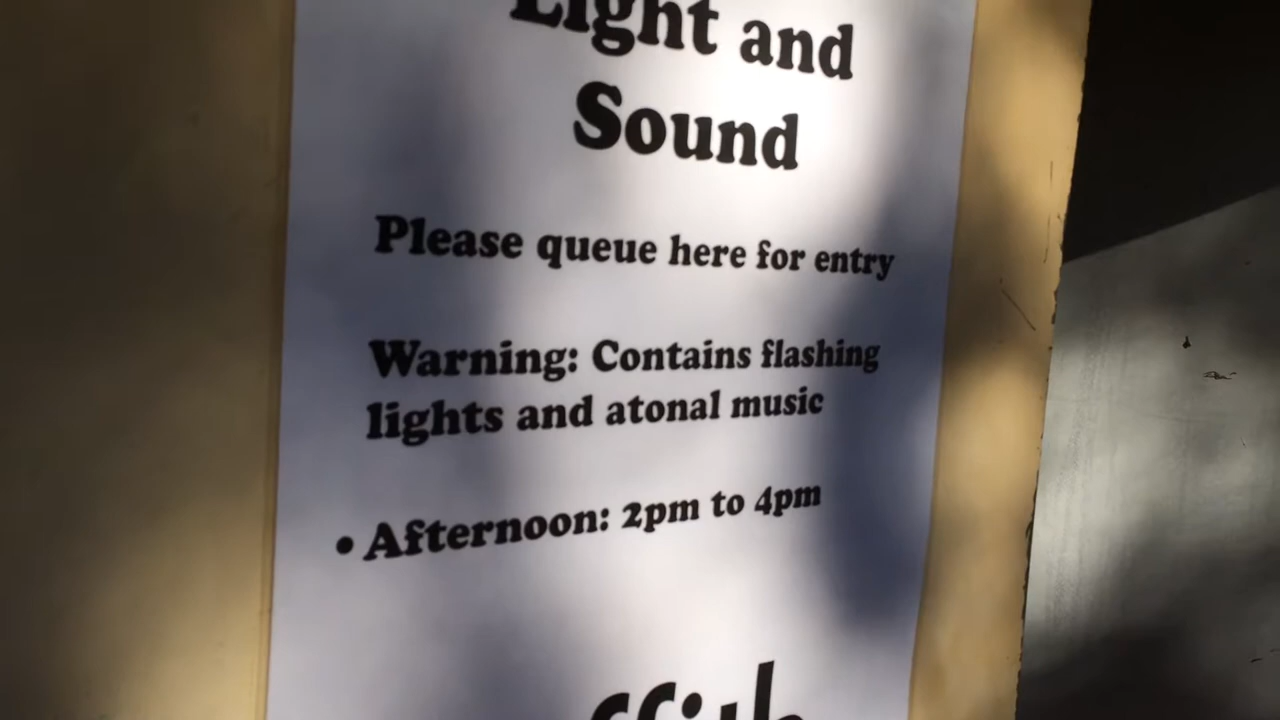 Light and
Sound
Please queue here for entry
Warning: Contains flashing
lights and atonal music
• Afternoon: 2pm to 4pm